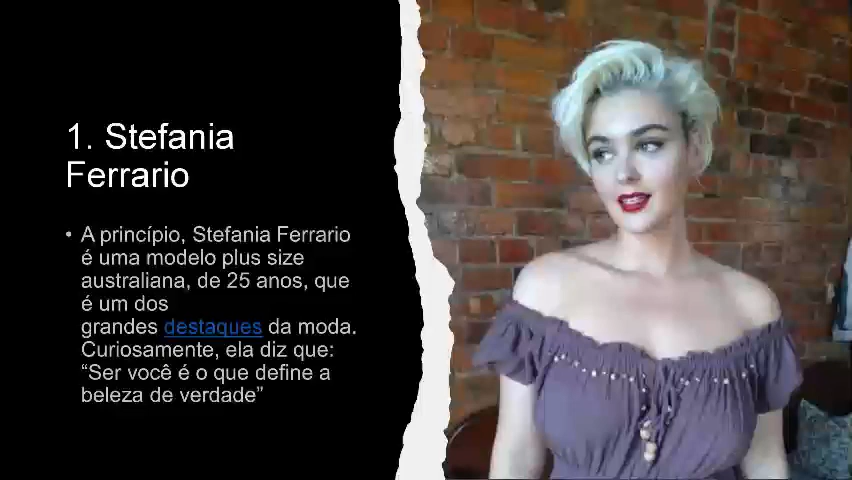 1. Stefania
Ferrario
• A princípio, Stefania Ferrario
é uma modelo plus size
australiana, de 25 anos, que
é um dos
grandes destaques da moda.
Curiosamente, ela diz que:
“Ser você é o que define a
beleza de verdade”